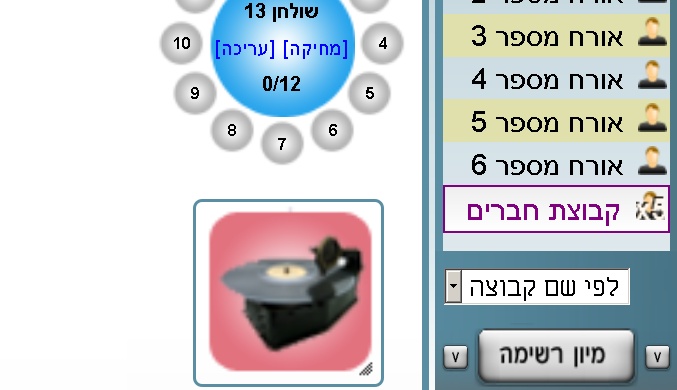 שולחן 13
[מחיקה] [עריכה]
0/12
10
9
8
7
6
5
4
אורח מספר 3
אורח מספר 4
אורח מספר 5
אורח מספר 6
קבוצת חברים
x5
לפי שם קבוצה
מיון רשימה
v
v